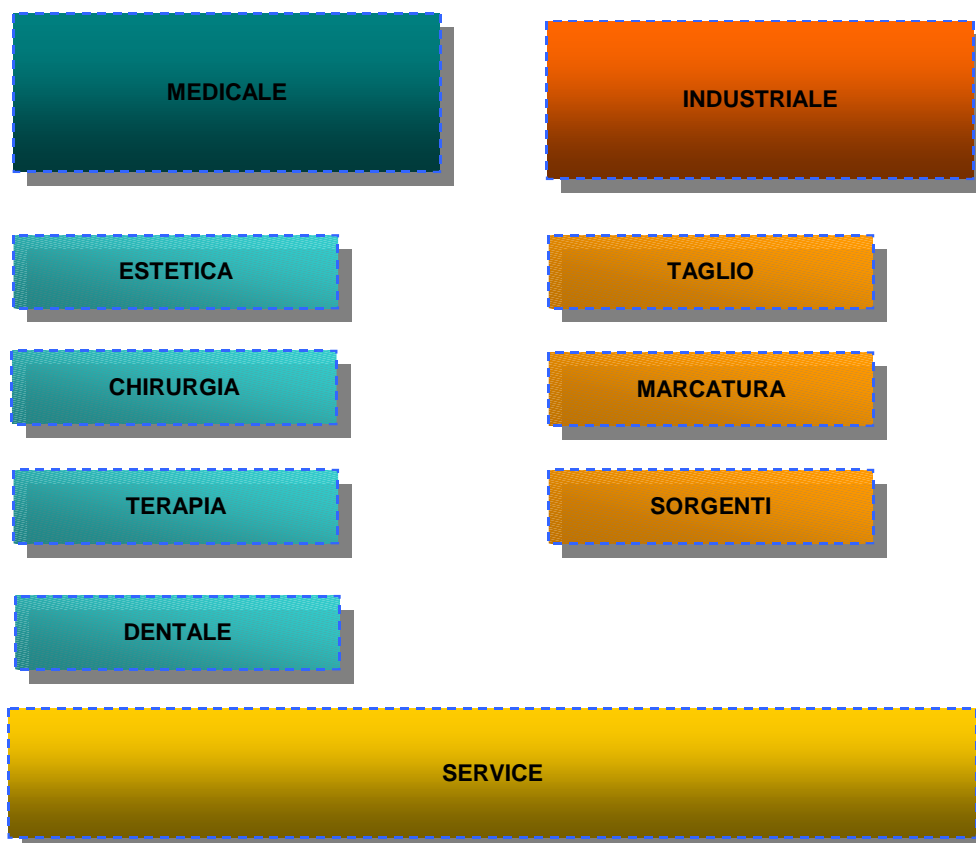 MEDICALE
INDUSTRIALE
ESTETICA
TAGLIO
CHIRURGIA
MARCATURA
TERAPIA
SORGENTI
DENTALE
SERVICE